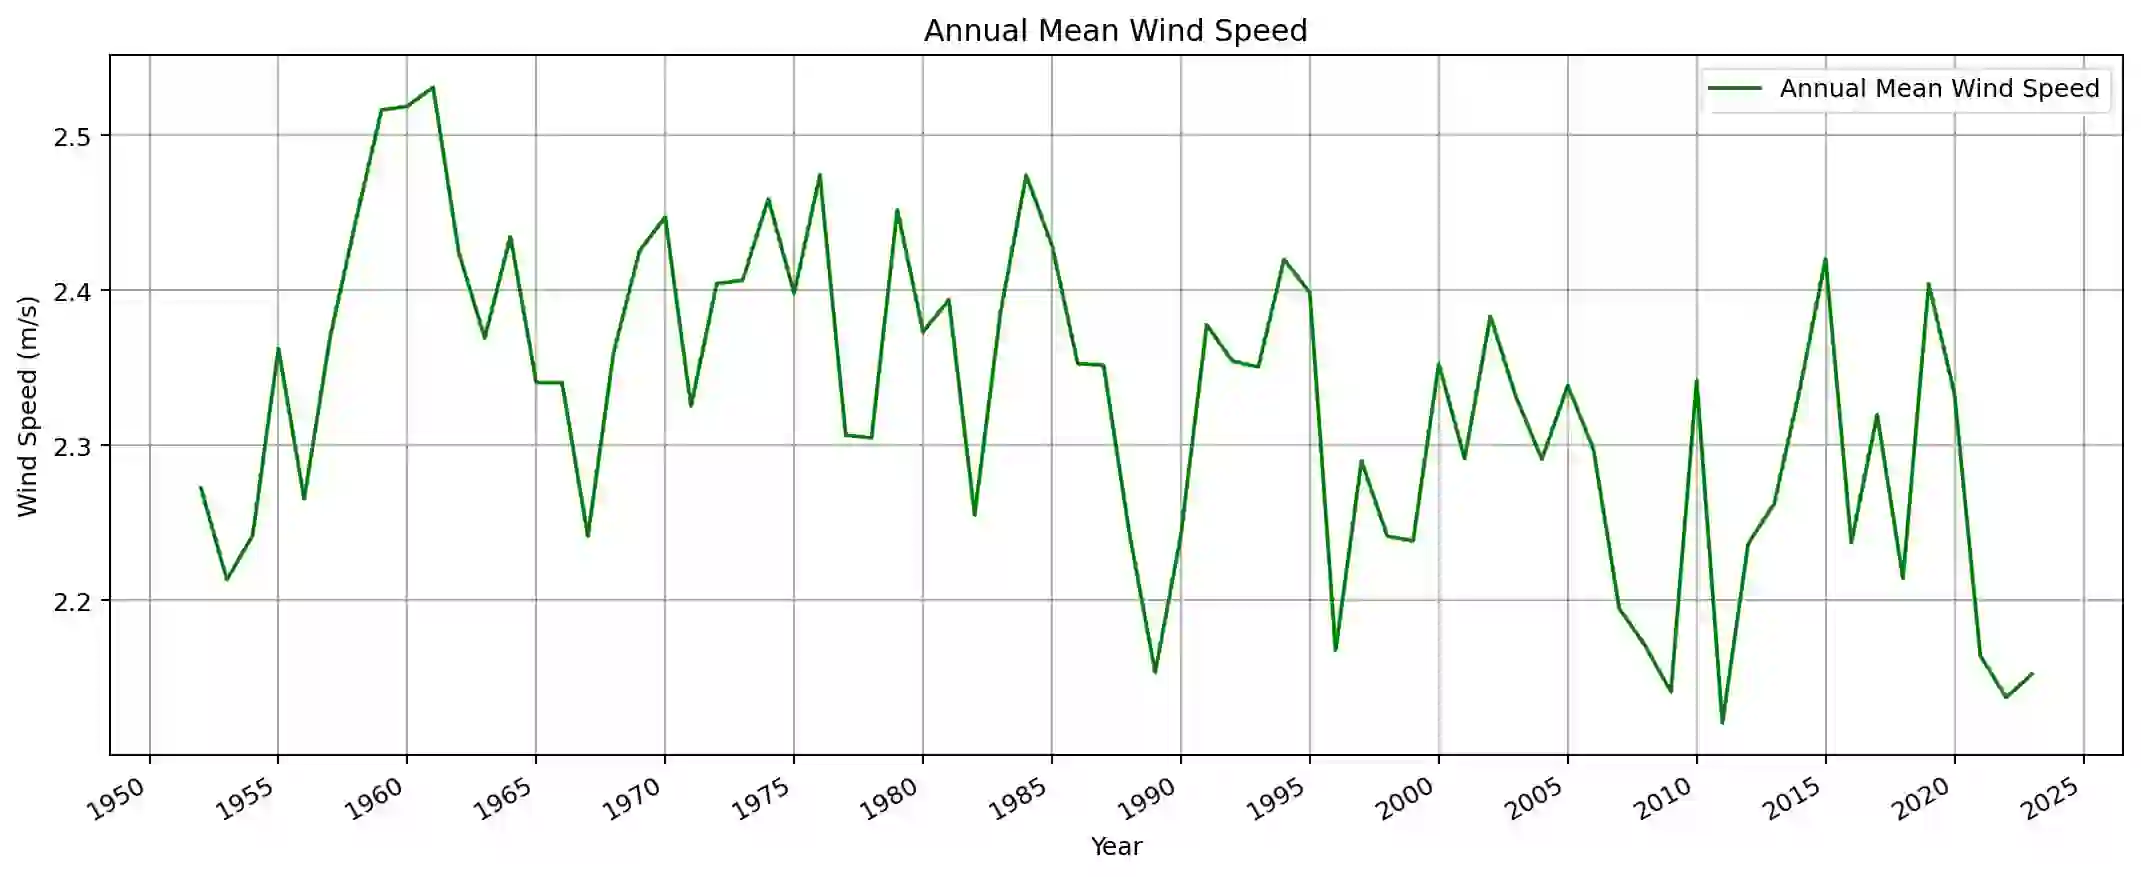 Annual Mean Wind Speed
Annual Mean Wind Speed
2.5
2.4
2.3
2.2
Wind Speed (m/s)
1950 1955 1960 1965 1970 1975 1980 1985 1990 1995 2000 2005 2010 2015 2020 2025
Year